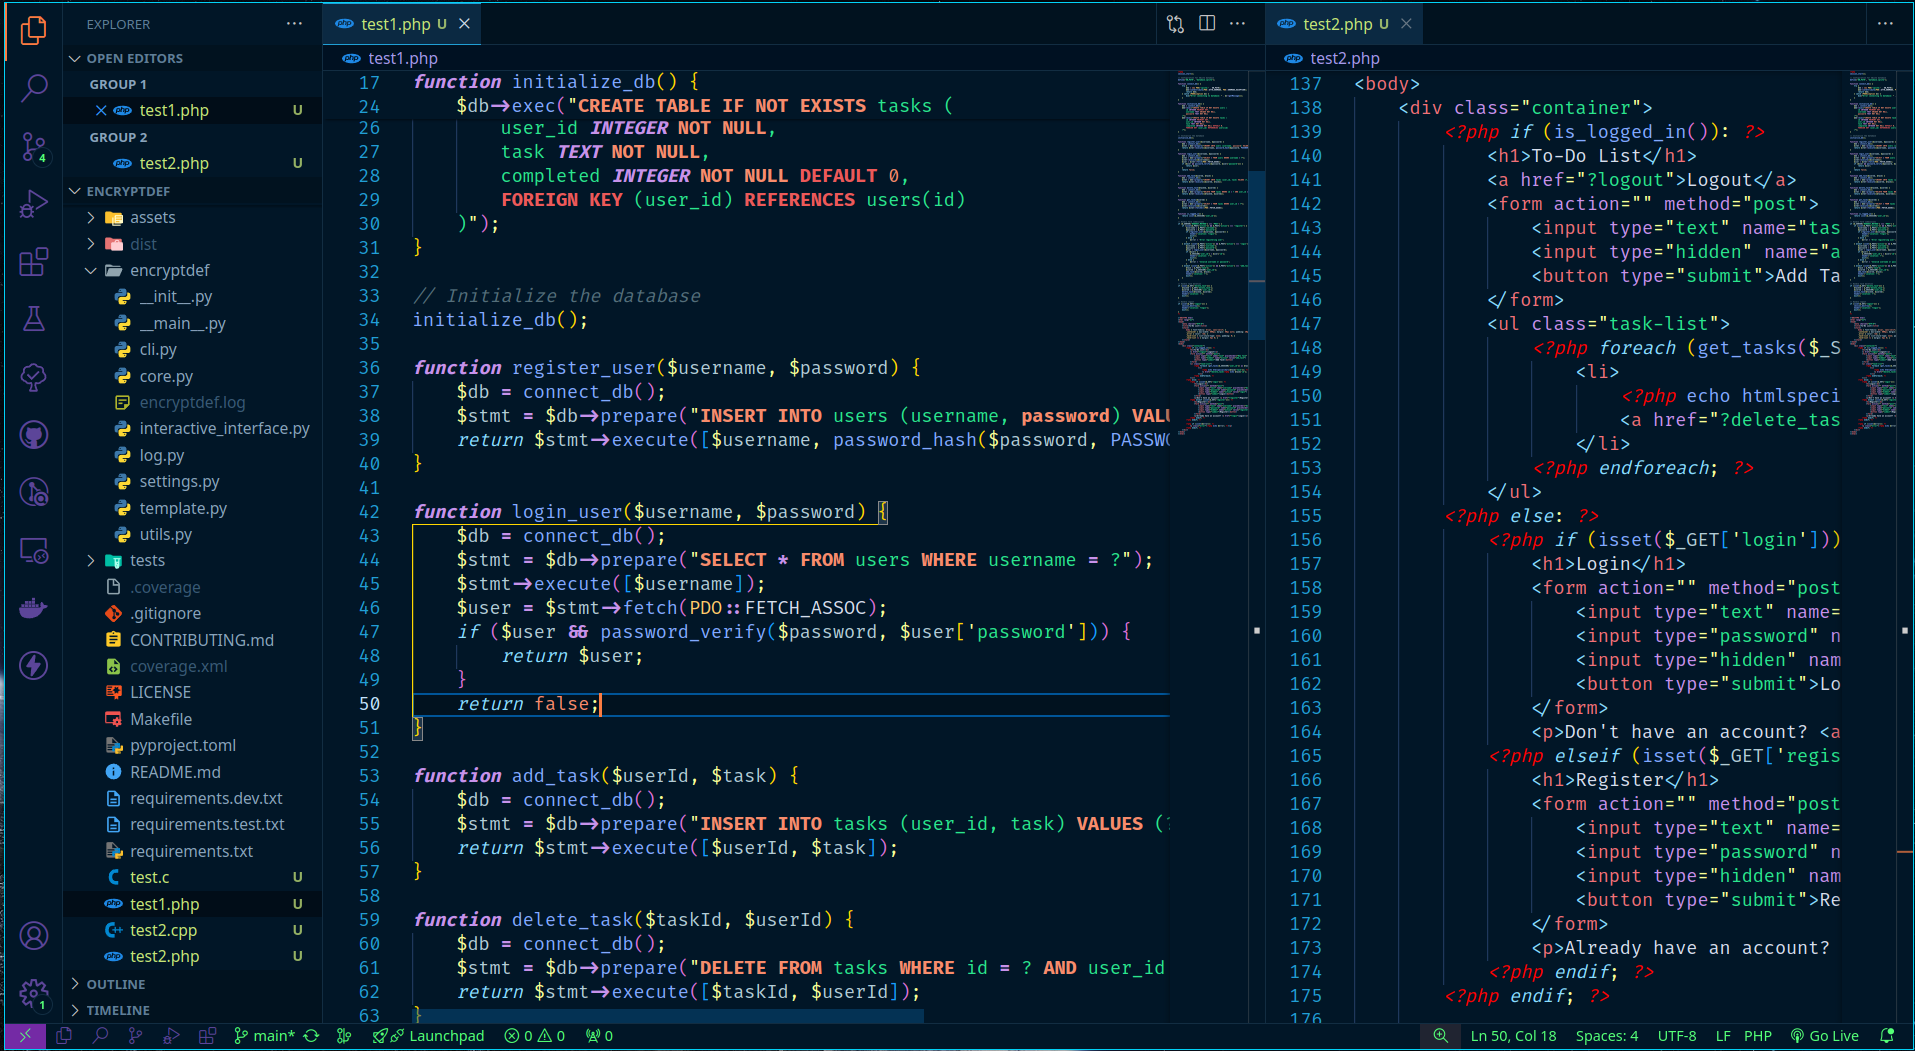 EXPLORER
OPEN EDITORS
GROUP 1
test1.php U
GROUP 2
test2.php U
ENCRYPTDEF
assets
dist
encryptdef
__init__.py
__main__.py
cli.py
core.py
encryptdef.log
interactive_interface.py
log.py
settings.py
template.py
utils.py
tests
.coverage
.gitignore
CONTRIBUTING.md
coverage.xml
LICENSE
Makefile
pyproject.toml
README.md
requirements.dev.txt
requirements.test.txt
requirements.txt
test.c U
test1.php U
test2.cpp U
test2.php U
OUTLINE
TIMELINE
4
1
php test1.php U
php test1.php
17 function initialize_db() {
24 $db->exec("CREATE TABLE IF NOT EXISTS tasks (
26 user_id INTEGER NOT NULL,
27 task TEXT NOT NULL,
28 completed INTEGER NOT NULL DEFAULT 0,
29 FOREIGN KEY (user_id) REFERENCES users(id)
30 )");
31 }
32
33 // Initialize the database
34 initialize_db();
35
36 function register_user($username, $password) {
37 $db = connect_db();
38 $stmt = $db->prepare("INSERT INTO users (username, password) VALU
39 return $stmt->execute([$username, password_hash($password, PASSWO
40 }
41
42 function login_user($username, $password) {
43 $db = connect_db();
44 $stmt = $db->prepare("SELECT * FROM users WHERE username = ?");
45 $stmt->execute([$username]);
46 $user = $stmt->fetch(PDO::FETCH_ASSOC);
47 if ($user && password_verify($password, $user['password'])) {
48 return $user;
49 }
50 return false;
51 }
52
53 function add_task($userId, $task) {
54 $db = connect_db();
55 $stmt = $db->prepare("INSERT INTO tasks (user_id, task) VALUES (?
56 return $stmt->execute([$userId, $task]);
57 }
58
59 function delete_task($taskId, $userId) {
60 $db = connect_db();
61 $stmt = $db->prepare("DELETE FROM tasks WHERE id = ? AND user_id
62 return $stmt->execute([$taskId, $userId]);
63 }
php test2.php U
php test2.php
137 <body>
138 <div class="container">
139 <?php if (is_logged_in()): ?>
140 <h1>To-Do List</h1>
141 <a href="?logout">Logout</a>
142 <form action="" method="post">
143 <input type="text" name="tas
144 <input type="hidden" name="a
145 <button type="submit">Add Ta
146 </form>
147 <ul class="task-list">
148 <?php foreach (get_tasks($_S
149 <li>
150 <?php echo htmlspeci
151 <a href="?delete_tas
152 </li>
153 <?php endforeach; ?>
154 </ul>
155 <?php else: ?>
156 <?php if (isset($_GET['login']))
157 <h1>Login</h1>
158 <form action="" method="post
159 <input type="text" name=
160 <input type="password" n
161 <input type="hidden" nam
162 <button type="submit">Lo
163 </form>
164 <p>Don't have an account? <a
165 <?php elseif (isset($_GET['regis
166 <h1>Register</h1>
167 <form action="" method="post
168 <input type="text" name=
169 <input type="password" n
170 <input type="hidden" nam
171 <button type="submit">Re
172 </form>
173 <p>Already have an account?
174 <?php endif; ?>
175 <?php endif; ?>
176
main* Launchpad 0 0 0 Ln 50, Col 18 Spaces: 4 UTF-8 LF PHP Go Live